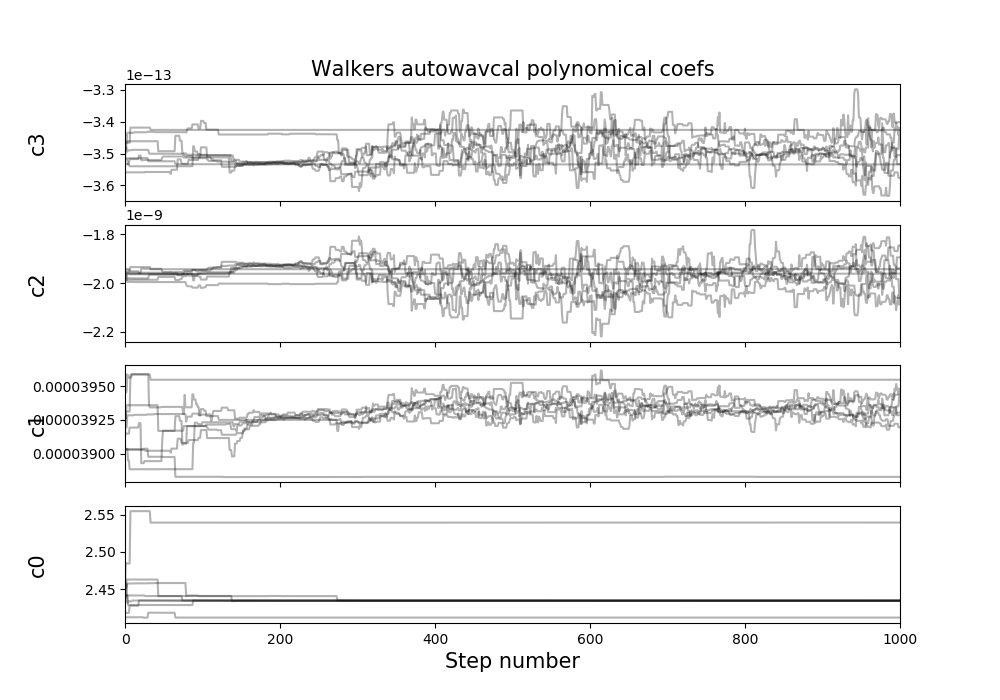 Walkers autowavcal polynomical coefs
1e−13
−3.3
−3.4
−3.5
−3.6
c3
1e−9
−1.8
−2.0
−2.2
c2
0.00003950
0.00003925
0.00003900
c1
2.55
2.50
2.45
c0
0 200 400 600 800 1000
Step number